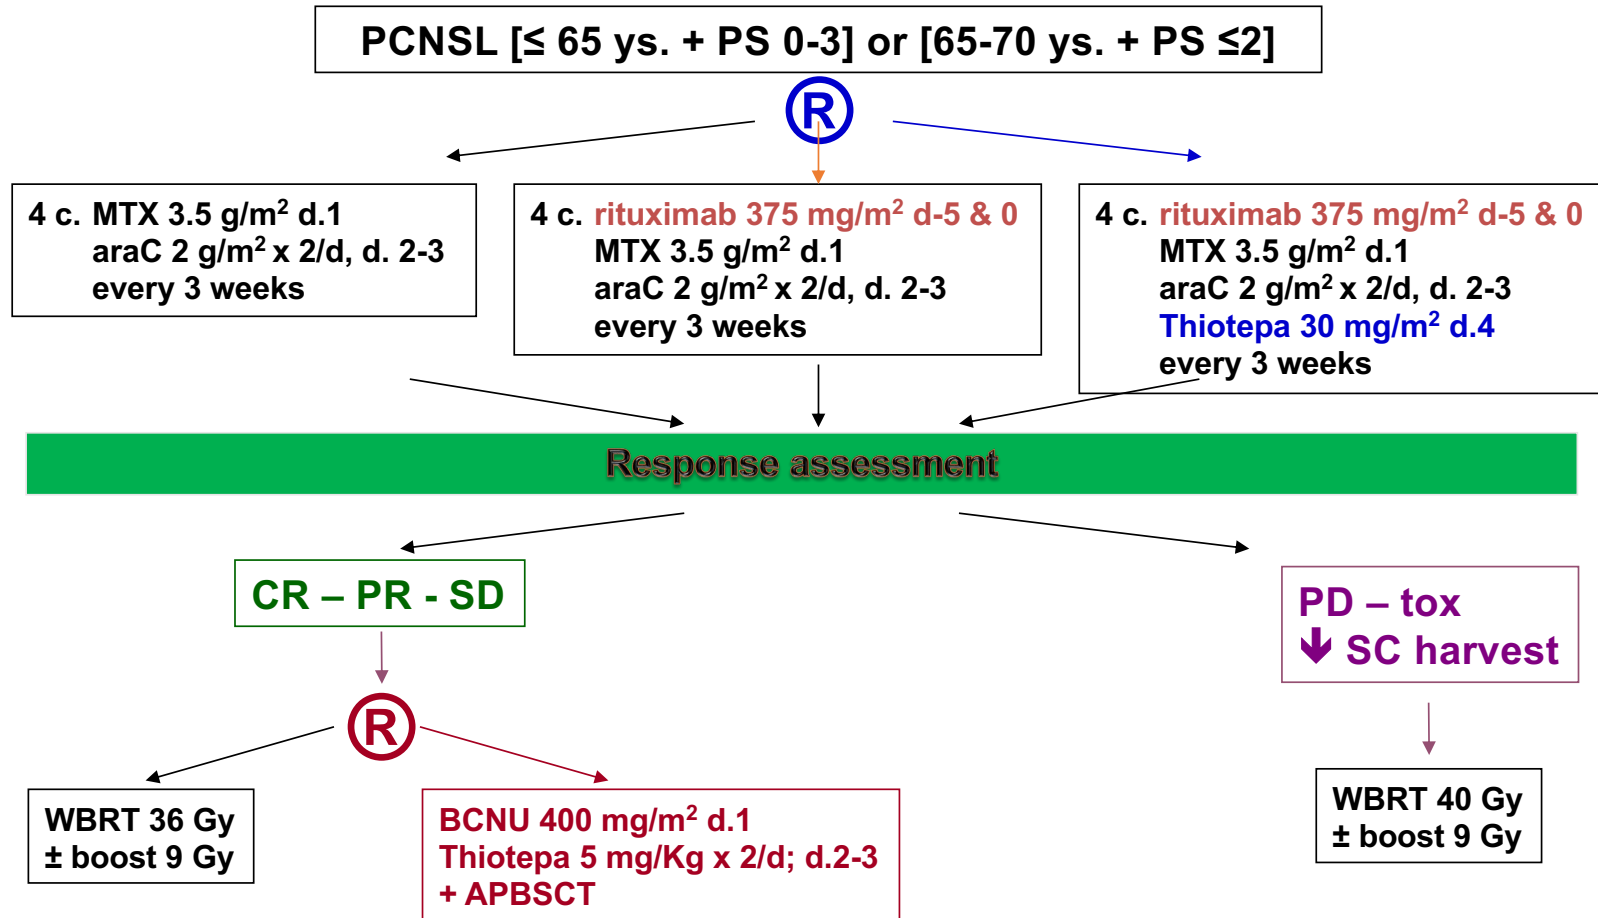 PCNSL [≤ 65 ys. + PS 0-3] or [65-70 ys. + PS ≤2]
®
4 c. MTX 3.5 g/m² d.1
araC 2 g/m² x 2/d, d. 2-3
every 3 weeks
4 c. rituximab 375 mg/m² d-5 & 0
MTX 3.5 g/m² d.1
araC 2 g/m² x 2/d, d. 2-3
every 3 weeks
4 c. rituximab 375 mg/m² d-5 & 0
MTX 3.5 g/m² d.1
araC 2 g/m² x 2/d, d. 2-3
Thiotepa 30 mg/m² d.4
every 3 weeks
Response assessment
CR – PR - SD
PD – tox
🡻 SC harvest
®
WBRT 36 Gy
± boost 9 Gy
BCNU 400 mg/m² d.1
Thiotepa 5 mg/Kg x 2/d; d.2-3
+ APBSCT
WBRT 40 Gy
± boost 9 Gy